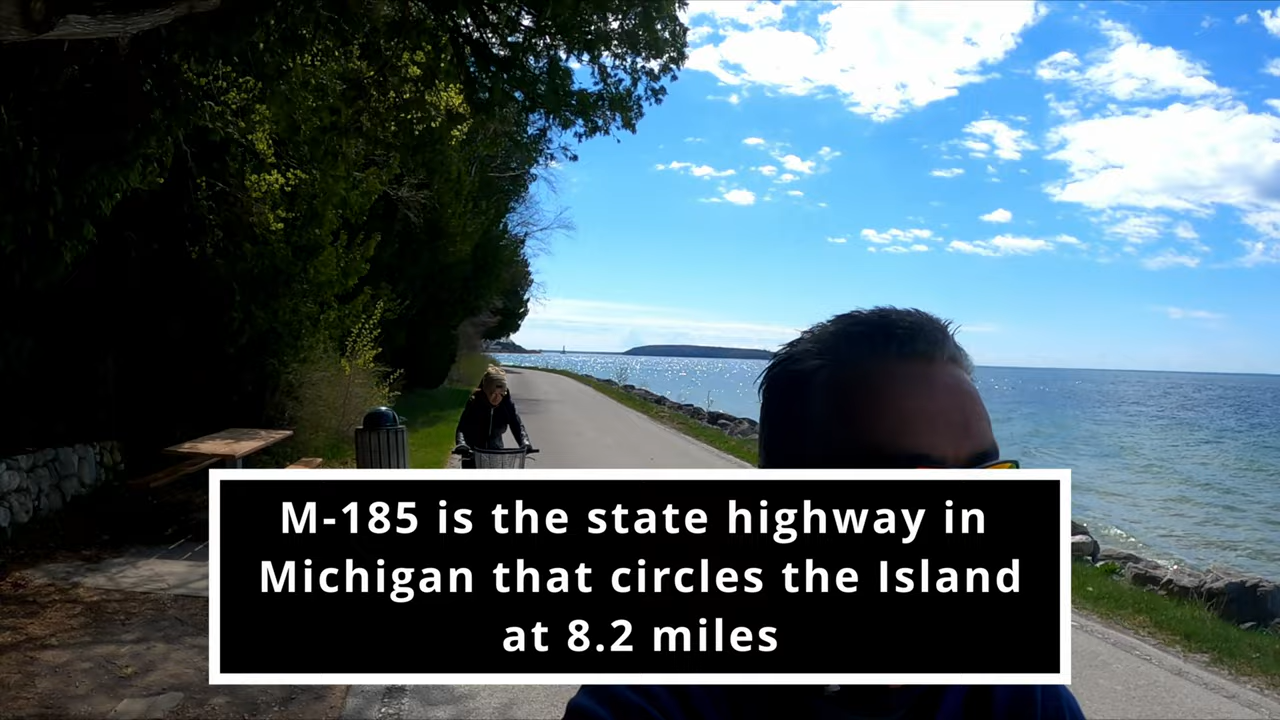 M-185 is the state highway in
Michigan that circles the Island
at 8.2 miles